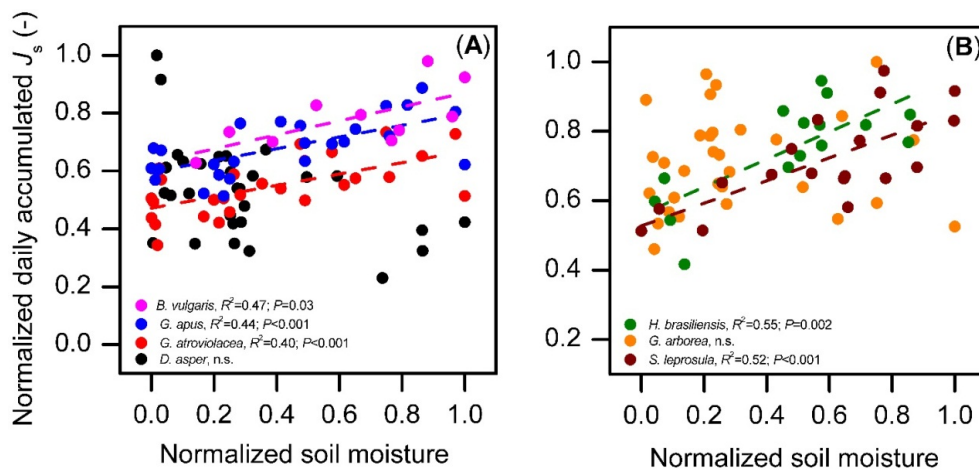 Normalized daily accumulated Js (-)
(A)
1.0
0.8
0.6
0.4
0.2
0.0
B. vulgaris, R²=0.47; P=0.03
G. apus, R²=0.44; P<0.001
G. atroviolacea, R²=0.40; P<0.001
D. asper, n.s.
0.0 0.2 0.4 0.6 0.8 1.0
Normalized soil moisture
(B)
1.0
0.8
0.6
0.4
0.2
H. brasiliensis, R²=0.55; P=0.002
G. arborea, n.s.
S. leprosula, R²=0.52; P<0.001
0.0 0.2 0.4 0.6 0.8 1.0
Normalized soil moisture